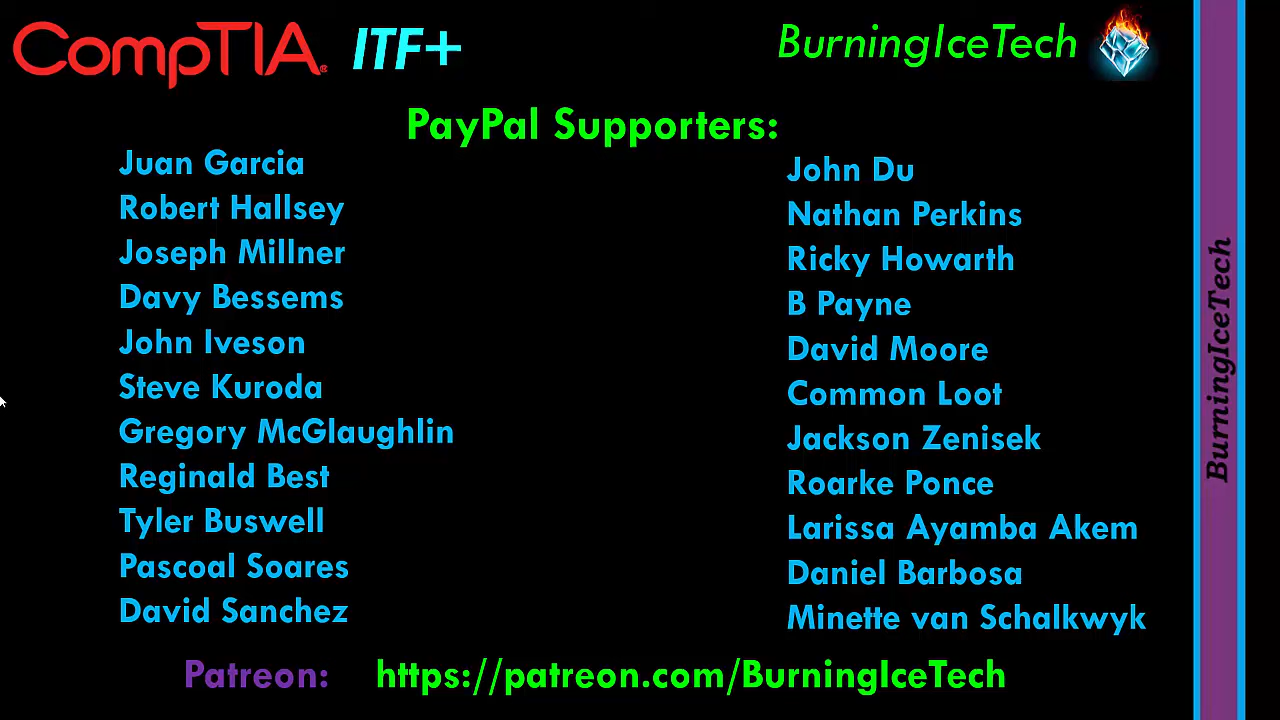 CompTIA® ITF+
BurningIceTech
PayPal Supporters:
Juan Garcia
Robert Hallsey
Joseph Millner
Davy Bessems
John Iveson
Steve Kuroda
Gregory McGlaughlin
Reginald Best
Tyler Buswell
Pascoal Soares
David Sanchez
John Du
Nathan Perkins
Ricky Howarth
B Payne
David Moore
Common Loot
Jackson Zenisek
Roarke Ponce
Larissa Ayamba Akem
Daniel Barbosa
Minette van Schalkwyk
Patreon: https://patreon.com/BurningIceTech
BurningIceTech